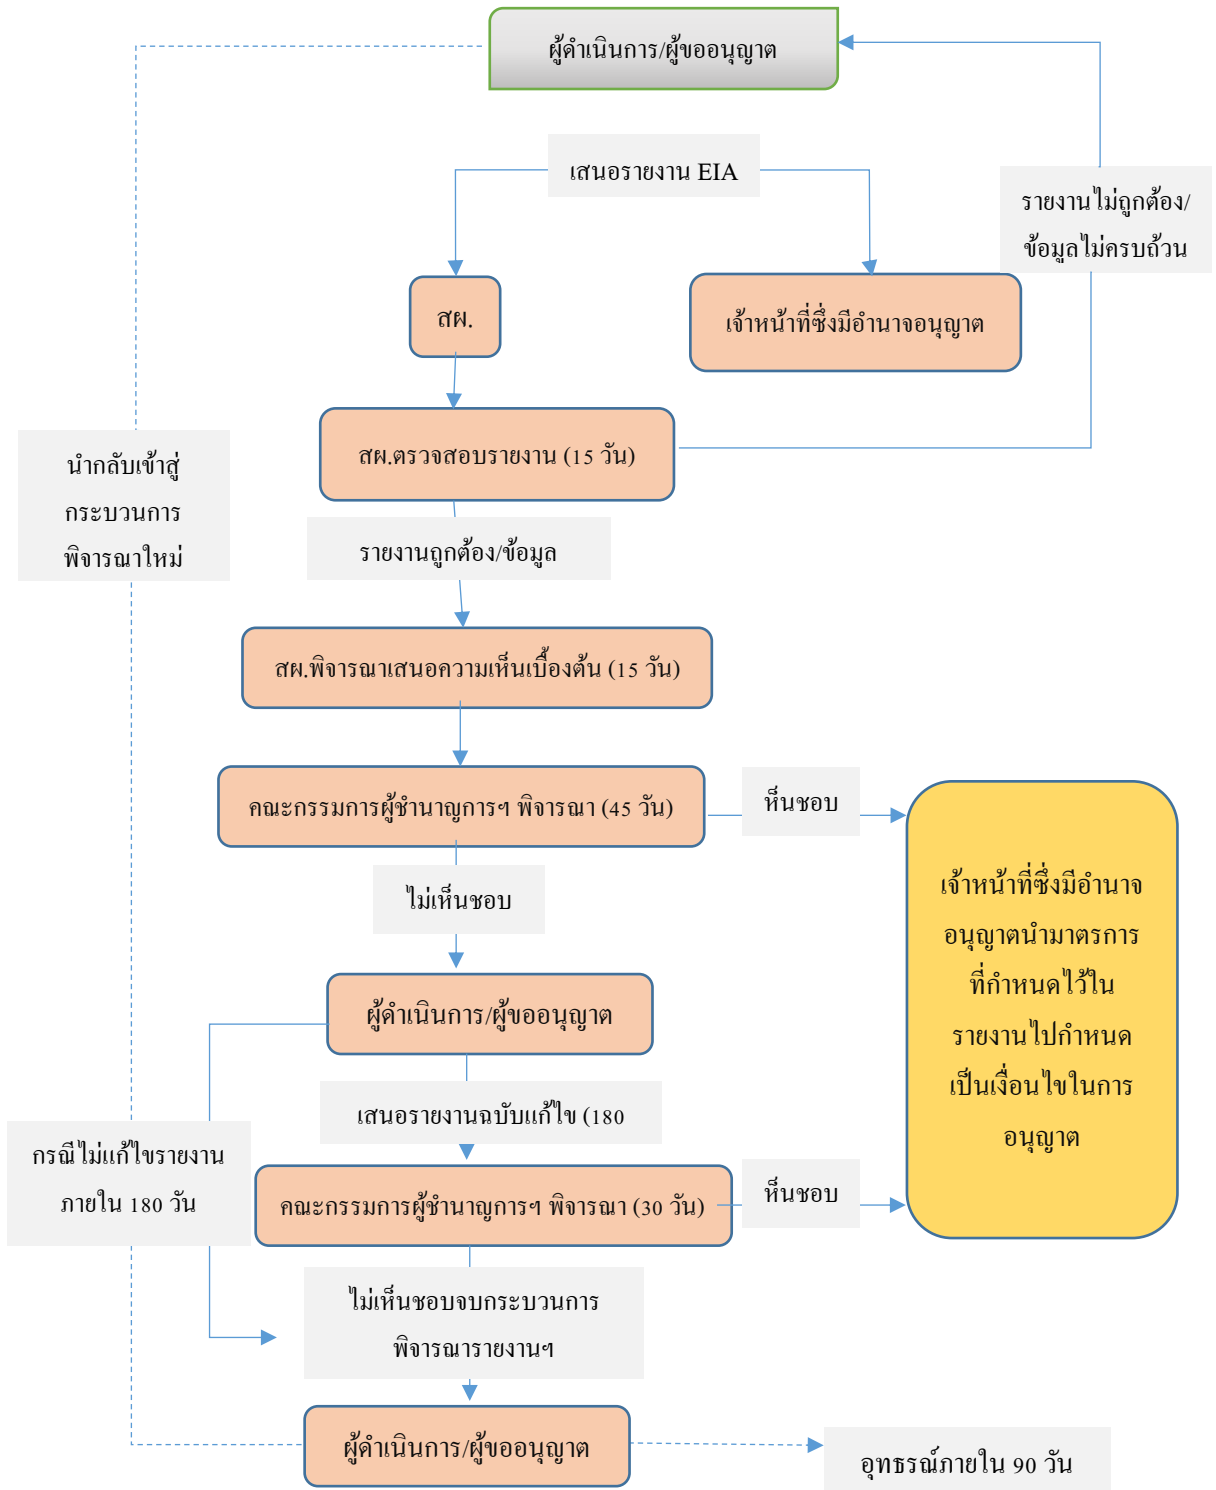 ผู้ดำเนินการ/ผู้ขออนุญาต
เสนอรายงาน EIA
รายงานไม่ถูกต้อง/
ข้อมูลไม่ครบถ้วน
สผ.
เจ้าหน้าที่ซึ่งมีอำนาจอนุญาต
สผ.ตรวจสอบรายงาน (15 วัน)
นำกลับเข้าสู่
กระบวนการ
พิจารณาใหม่
รายงานถูกต้อง/ข้อมูล
สผ.พิจารณาเสนอความเห็นเบื้องต้น (15 วัน)
คณะกรรมการผู้ชำนาญการฯ พิจารณา (45 วัน)
เห็นชอบ
ไม่เห็นชอบ
เจ้าหน้าที่ซึ่งมีอำนาจ
อนุญาตนำมาตรการ
ที่กำหนดไว้ใน
รายงานไปกำหนด
เป็นเงื่อนไขในการ
อนุญาต
ผู้ดำเนินการ/ผู้ขออนุญาต
เสนอรายงานฉบับแก้ไข (180
กรณีไม่แก้ไขรายงาน
ภายใน 180 วัน
คณะกรรมการผู้ชำนาญการฯ พิจารณา (30 วัน)
เห็นชอบ
ไม่เห็นชอบจบกระบวนการ
พิจารณารายงานฯ
ผู้ดำเนินการ/ผู้ขออนุญาต
อุทธรณ์ภายใน 90 วัน